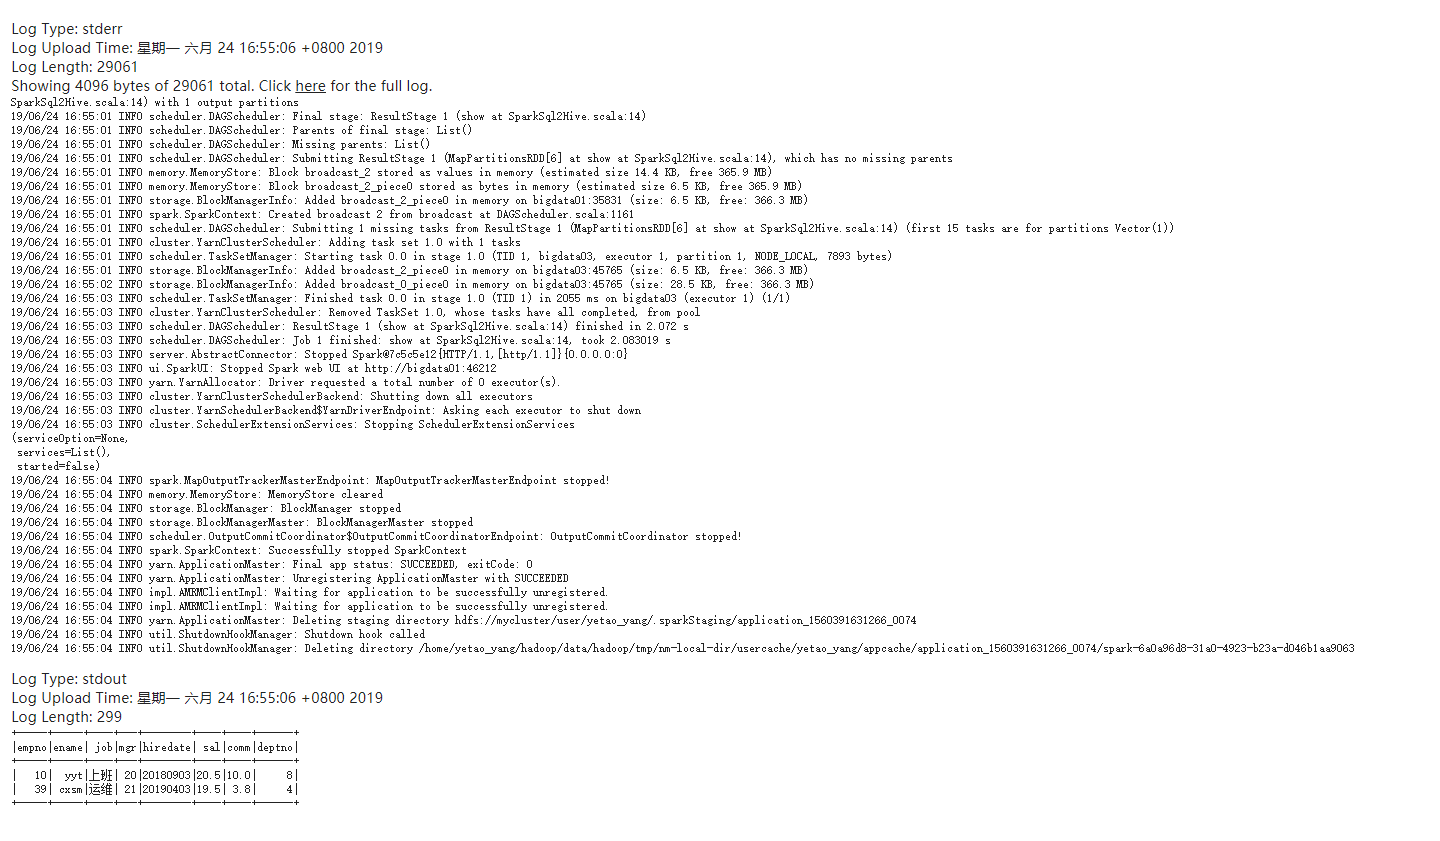 Log Type: stderr
Log Upload Time: 星期一 六月 24 16:55:06 +0800 2019
Log Length: 29061
Showing 4096 bytes of 29061 total. Click here for the full log.
SparkSql2Hive.scala:14) with 1 output partitions
19/06/24 16:55:01 INFO scheduler.DAGScheduler: Final stage: ResultStage 1 (show at SparkSql2Hive.scala:14)
19/06/24 16:55:01 INFO scheduler.DAGScheduler: Parents of final stage: List()
19/06/24 16:55:01 INFO scheduler.DAGScheduler: Missing parents: List()
19/06/24 16:55:01 INFO scheduler.DAGScheduler: Submitting ResultStage 1 (MapPartitionsRDD[6] at show at SparkSql2Hive.scala:14), which has no missing parents
19/06/24 16:55:01 INFO memory.MemoryStore: Block broadcast_2 stored as values in memory (estimated size 14.4 KB, free 365.9 MB)
19/06/24 16:55:01 INFO memory.MemoryStore: Block broadcast_2_piece0 stored as bytes in memory (estimated size 6.5 KB, free 365.9 MB)
19/06/24 16:55:01 INFO storage.BlockManagerInfo: Added broadcast_2_piece0 in memory on bigdata01:35831 (size: 6.5 KB, free: 366.3 MB)
19/06/24 16:55:01 INFO spark.SparkContext: Created broadcast 2 from broadcast at DAGScheduler.scala:1161
19/06/24 16:55:01 INFO scheduler.DAGScheduler: Submitting 1 missing tasks from ResultStage 1 (MapPartitionsRDD[6] at show at SparkSql2Hive.scala:14) (first 15 tasks are for partitions Vector(1))
19/06/24 16:55:01 INFO cluster.YarnClusterScheduler: Adding task set 1.0 with 1 tasks
19/06/24 16:55:01 INFO scheduler.TaskSetManager: Starting task 0.0 in stage 1.0 (TID 1, bigdata03, executor 1, partition 1, NODE_LOCAL, 7893 bytes)
19/06/24 16:55:01 INFO storage.BlockManagerInfo: Added broadcast_2_piece0 in memory on bigdata03:45765 (size: 6.5 KB, free: 366.3 MB)
19/06/24 16:55:02 INFO storage.BlockManagerInfo: Added broadcast_0_piece0 in memory on bigdata03:45765 (size: 28.5 KB, free: 366.3 MB)
19/06/24 16:55:03 INFO scheduler.TaskSetManager: Finished task 0.0 in stage 1.0 (TID 1) in 2055 ms on bigdata03 (executor 1) (1/1)
19/06/24 16:55:03 INFO cluster.YarnClusterScheduler: Removed TaskSet 1.0, whose tasks have all completed, from pool
19/06/24 16:55:03 INFO scheduler.DAGScheduler: ResultStage 1 (show at SparkSql2Hive.scala:14) finished in 2.072 s
19/06/24 16:55:03 INFO scheduler.DAGScheduler: Job 1 finished: show at SparkSql2Hive.scala:14, took 2.083019 s
19/06/24 16:55:03 INFO server.AbstractConnector: Stopped Spark@7c5c5e12{HTTP/1.1,[http/1.1]}{0.0.0.0:0}
19/06/24 16:55:03 INFO ui.SparkUI: Stopped Spark web UI at http://bigdata01:46212
19/06/24 16:55:03 INFO yarn.YarnAllocator: Driver requested a total number of 0 executor(s).
19/06/24 16:55:03 INFO cluster.YarnClusterSchedulerBackend: Shutting down all executors
19/06/24 16:55:03 INFO cluster.YarnSchedulerBackend$YarnDriverEndpoint: Asking each executor to shut down
19/06/24 16:55:03 INFO cluster.SchedulerExtensionServices: Stopping SchedulerExtensionServices
(serviceOption=None,
 services=List(),
 started=false)
19/06/24 16:55:04 INFO spark.MapOutputTrackerMasterEndpoint: MapOutputTrackerMasterEndpoint stopped!
19/06/24 16:55:04 INFO memory.MemoryStore: MemoryStore cleared
19/06/24 16:55:04 INFO storage.BlockManager: BlockManager stopped
19/06/24 16:55:04 INFO storage.BlockManagerMaster: BlockManagerMaster stopped
19/06/24 16:55:04 INFO scheduler.OutputCommitCoordinator$OutputCommitCoordinatorEndpoint: OutputCommitCoordinator stopped!
19/06/24 16:55:04 INFO spark.SparkContext: Successfully stopped SparkContext
19/06/24 16:55:04 INFO yarn.ApplicationMaster: Final app status: SUCCEEDED, exitCode: 0
19/06/24 16:55:04 INFO yarn.ApplicationMaster: Unregistering ApplicationMaster with SUCCEEDED
19/06/24 16:55:04 INFO impl.AMRMClientImpl: Waiting for application to be successfully unregistered.
19/06/24 16:55:04 INFO impl.AMRMClientImpl: Waiting for application to be successfully unregistered.
19/06/24 16:55:04 INFO yarn.ApplicationMaster: Deleting staging directory hdfs://mycluster/user/yetao_yang/.sparkStaging/application_1560391631266_0074
19/06/24 16:55:04 INFO util.ShutdownHookManager: Shutdown hook called
19/06/24 16:55:04 INFO util.ShutdownHookManager: Deleting directory /home/yetao_yang/hadoop/data/hadoop/tmp/nm-local-dir/usercache/yetao_yang/appcache/application_1560391631266_0074/spark-6a0a96d8-31a0-4923-b23a-d046b1aa9063
Log Type: stdout
Log Upload Time: 星期一 六月 24 16:55:06 +0800 2019
Log Length: 299
+-----+-----+----+---+--------+----+----+------+
|empno|ename| job|mgr|hiredate| sal|comm|deptno|
+-----+-----+----+---+--------+----+----+------+
|   10|  yyt|上班| 20|20180903|20.5|10.0|     8|
|   39| cxsm|运维| 21|20190403|19.5| 3.8|     4|
+-----+-----+----+---+--------+----+----+------+